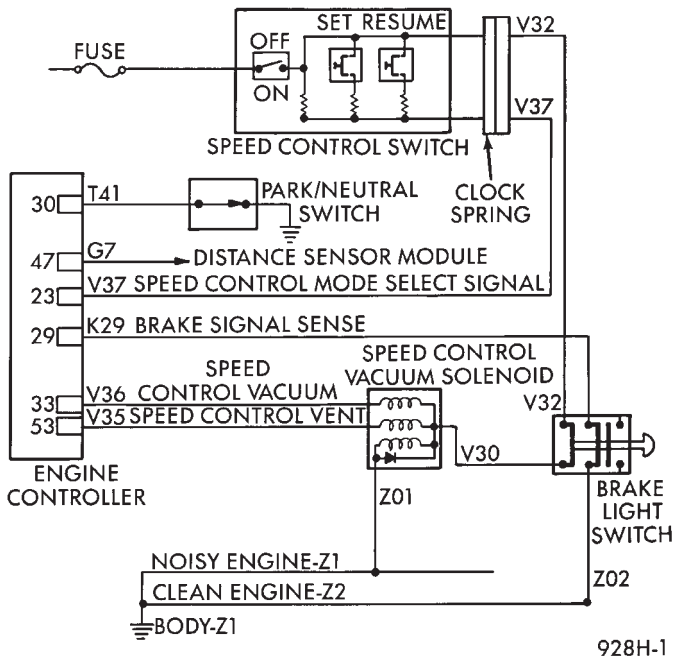 SET RESUME
V32
FUSE
OFF
ON
V37
SPEED CONTROL SWITCH
CLOCK
SPRING
30
T41
PARK/NEUTRAL
SWITCH
47
G7
DISTANCE SENSOR MODULE
23
V37 SPEED CONTROL MODE SELECT SIGNAL
29
K29 BRAKE SIGNAL SENSE
SPEED CONTROL
VACUUM SOLENOID
SPEED
33
V36 CONTROL VACUUM
53
V35 SPEED CONTROL VENT
V32
V30
ENGINE
CONTROLLER
BRAKE
LIGHT
SWITCH
Z01
NOISY ENGINE-Z1
Z02
CLEAN ENGINE-Z2
BODY-Z1
928H-1